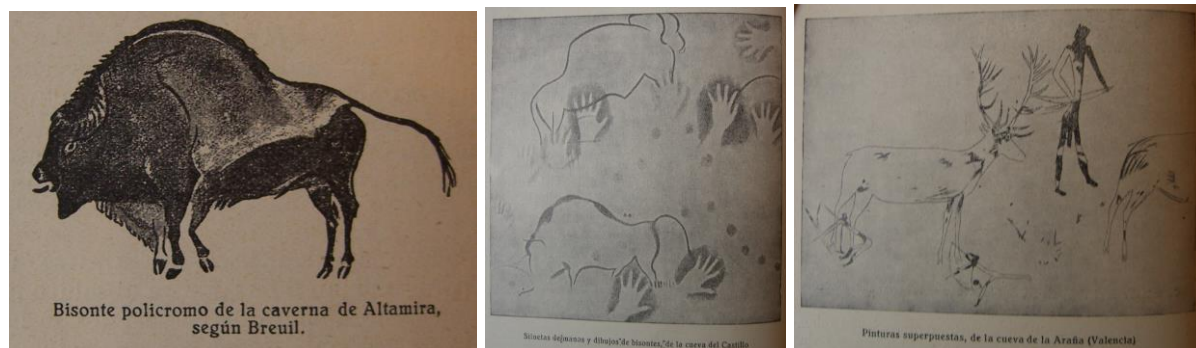 Bisonte polícromo de la caverna de Altamira,
según Breuil.
Siluetas de manos y dibujos de bisontes, de la cueva del Castillo
Pinturas superpuestas, de la cueva de la Araña (Valencia)